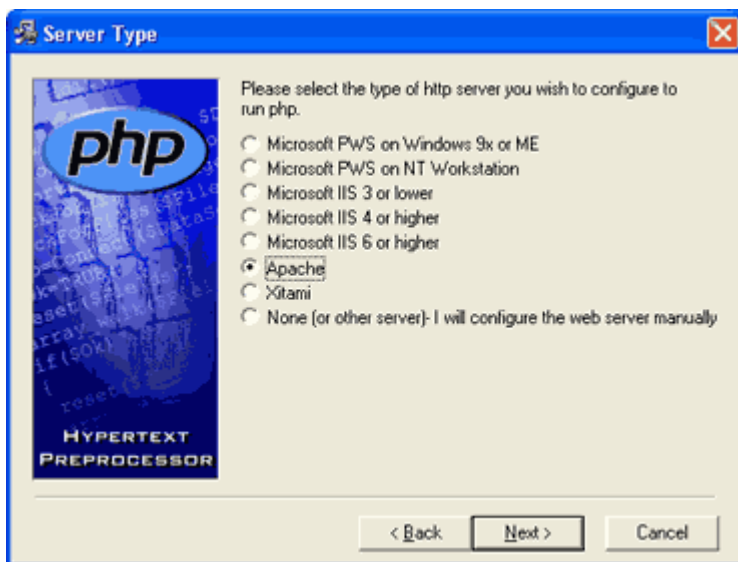 Server Type
Please select the type of http server you wish to configure to
run php.
php
Microsoft PWS on Windows 9x or ME
Microsoft PWS on NT Workstation
Microsoft IIS 3 or lower
Microsoft IIS 4 or higher
Microsoft IIS 6 or higher
Apache
Xitami
None (or other server)- I will configure the web server manually
if($OK)
{
reset(
HYPERTEXT
PREPROCESSOR
< Back
Next >
Cancel